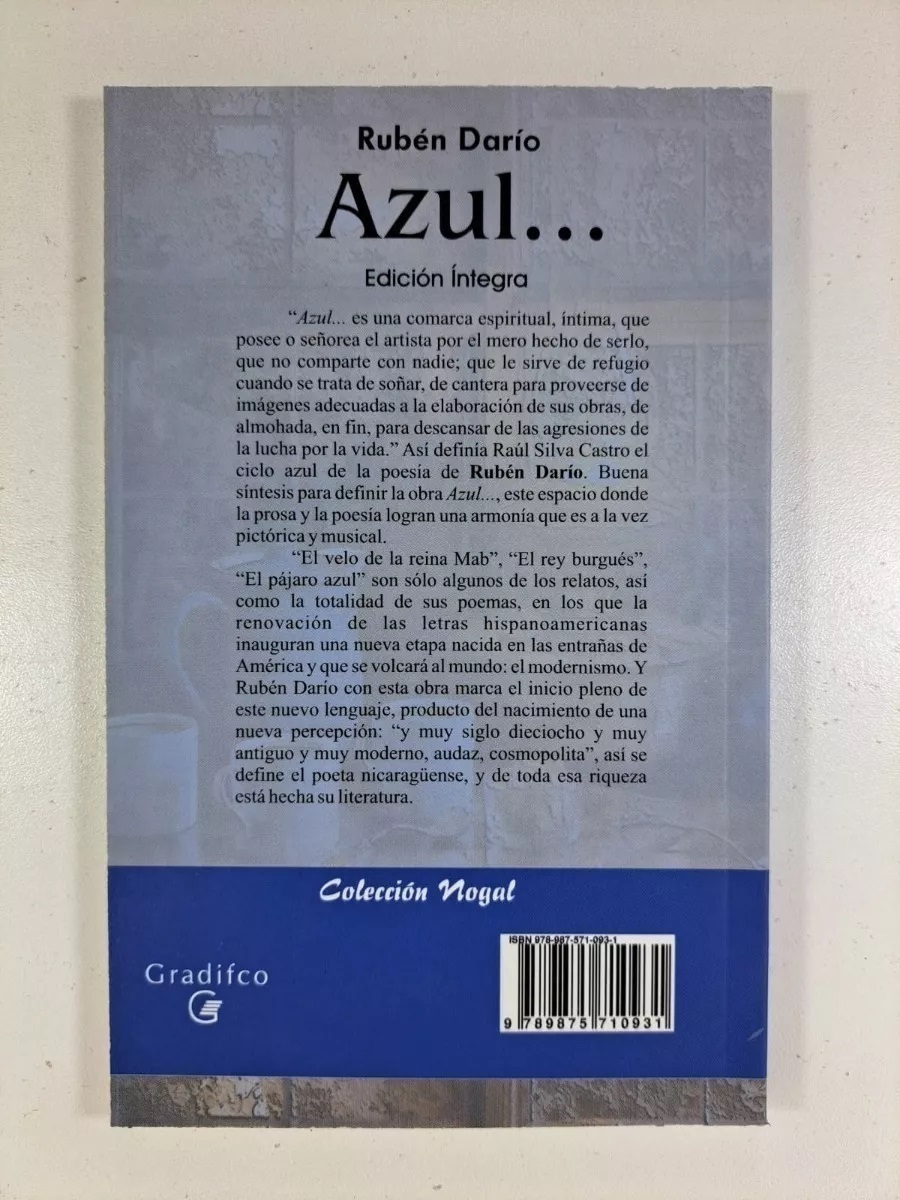 Rubén Darío
Azul...
Edición Íntegra
“Azul... es una comarca espiritual, íntima, que
posee o señorea el artista por el mero hecho de serlo,
que no comparte con nadie; que le sirve de refugio
cuando se trata de soñar, de cantera para proveerse de
imágenes adecuadas a la elaboración de sus obras, de
almohada, en fin, para descansar de las agresiones de
la lucha por la vida.” Así definía Raúl Silva Castro el
ciclo azul de la poesía de Rubén Darío. Buena
síntesis para definir la obra Azul..., este espacio donde
la prosa y la poesía logran una armonía que es a la vez
pictórica y musical.
“El velo de la reina Mab”, “El rey burgués”,
“El pájaro azul” son sólo algunos de los relatos, así
como la totalidad de sus poemas, en los que la
renovación de las letras hispanoamericanas
inauguran una nueva etapa nacida en las entrañas de
América y que se volcará al mundo: el modernismo. Y
Rubén Darío con esta obra marca el inicio pleno de
este nuevo lenguaje, producto del nacimiento de una
nueva percepción: “y muy siglo dieciocho y muy
antiguo y muy moderno, audaz, cosmopolita”, así se
define el poeta nicaragüense, y de toda esa riqueza
está hecha su literatura.
Colección Nogal
Gradifco
G
ISBN 978-987-571-093-1
9 789875 710931